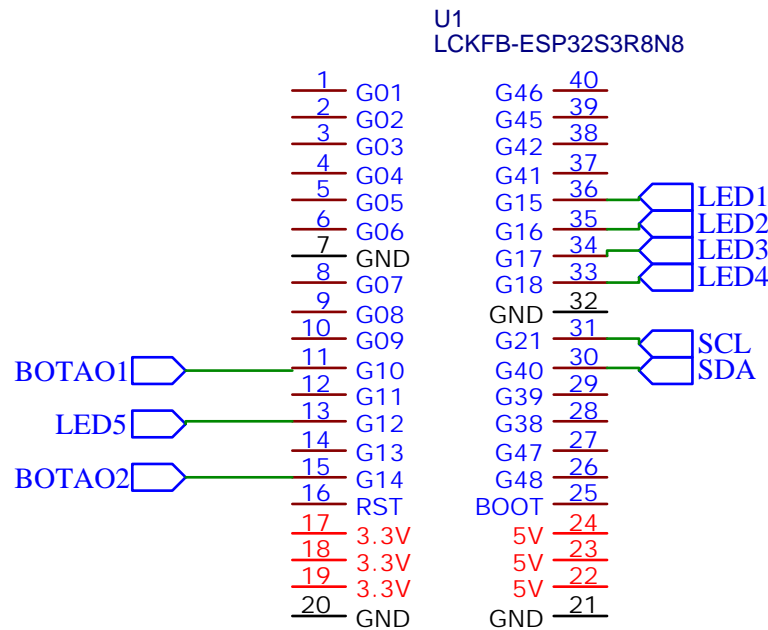 U1
LCKFB-ESP32S3R8N8
1 G01 G46 40
2 G02 G45 39
3 G03 G42 38
4 G04 G41 37
5 G05 G15 36 LED1
6 G06 G16 35 LED2
7 GND G17 34 LED3
8 G07 G18 33 LED4
9 G08 GND 32
10 G09 G21 31 SCL
BOTAO1 11 G10 G40 30 SDA
12 G11 G39 29
LED5 13 G12 G38 28
14 G13 G47 27
BOTAO2 15 G14 G48 26
16 RST BOOT 25
17 3.3V 5V 24
18 3.3V 5V 23
19 3.3V 5V 22
20 GND GND 21